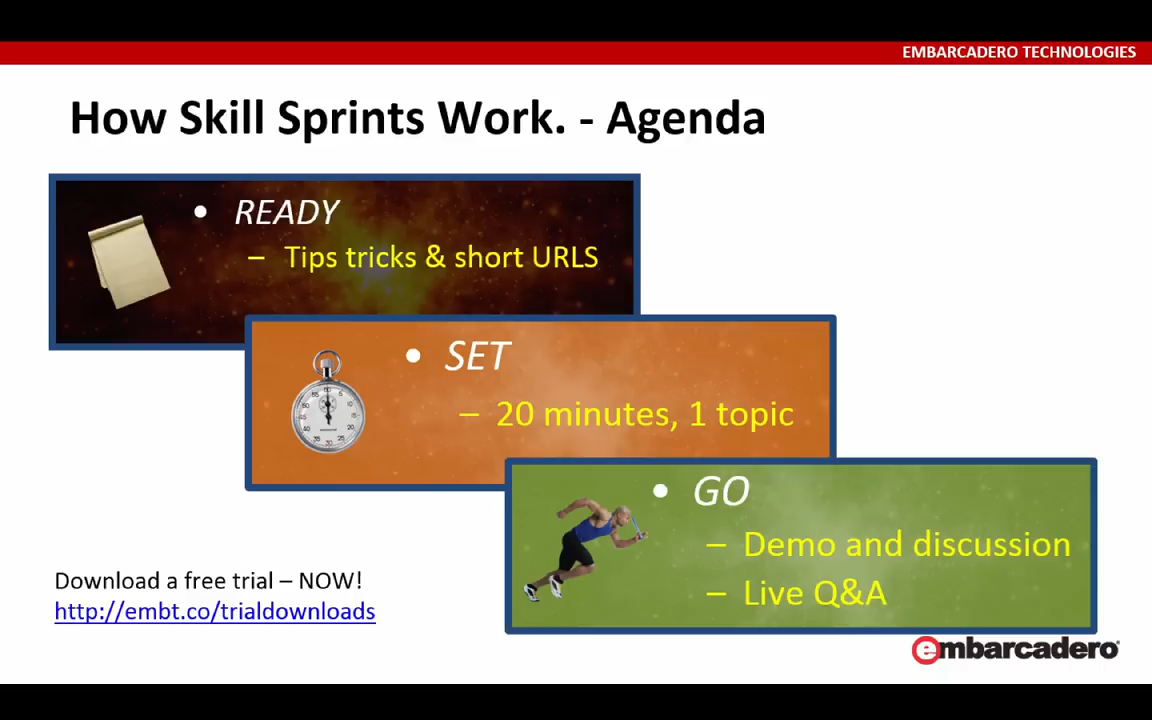 EMBARCADERO TECHNOLOGIES
How Skill Sprints Work. - Agenda
• READY
– Tips tricks & short URLS
• SET
– 20 minutes, 1 topic
• GO
– Demo and discussion
– Live Q&A
Download a free trial – NOW!
http://embt.co/trialdownloads
embarcadero